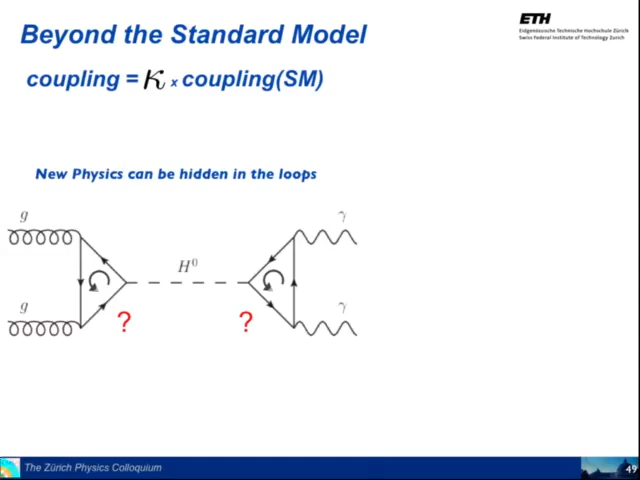 Beyond the Standard Model
ETH
Eidgenössische Technische Hochschule Zürich
Swiss Federal Institute of Technology Zurich
coupling = κ x coupling(SM)
New Physics can be hidden in the loops
g γ
H⁰
g γ
? ?
The Zürich Physics Colloquium 49